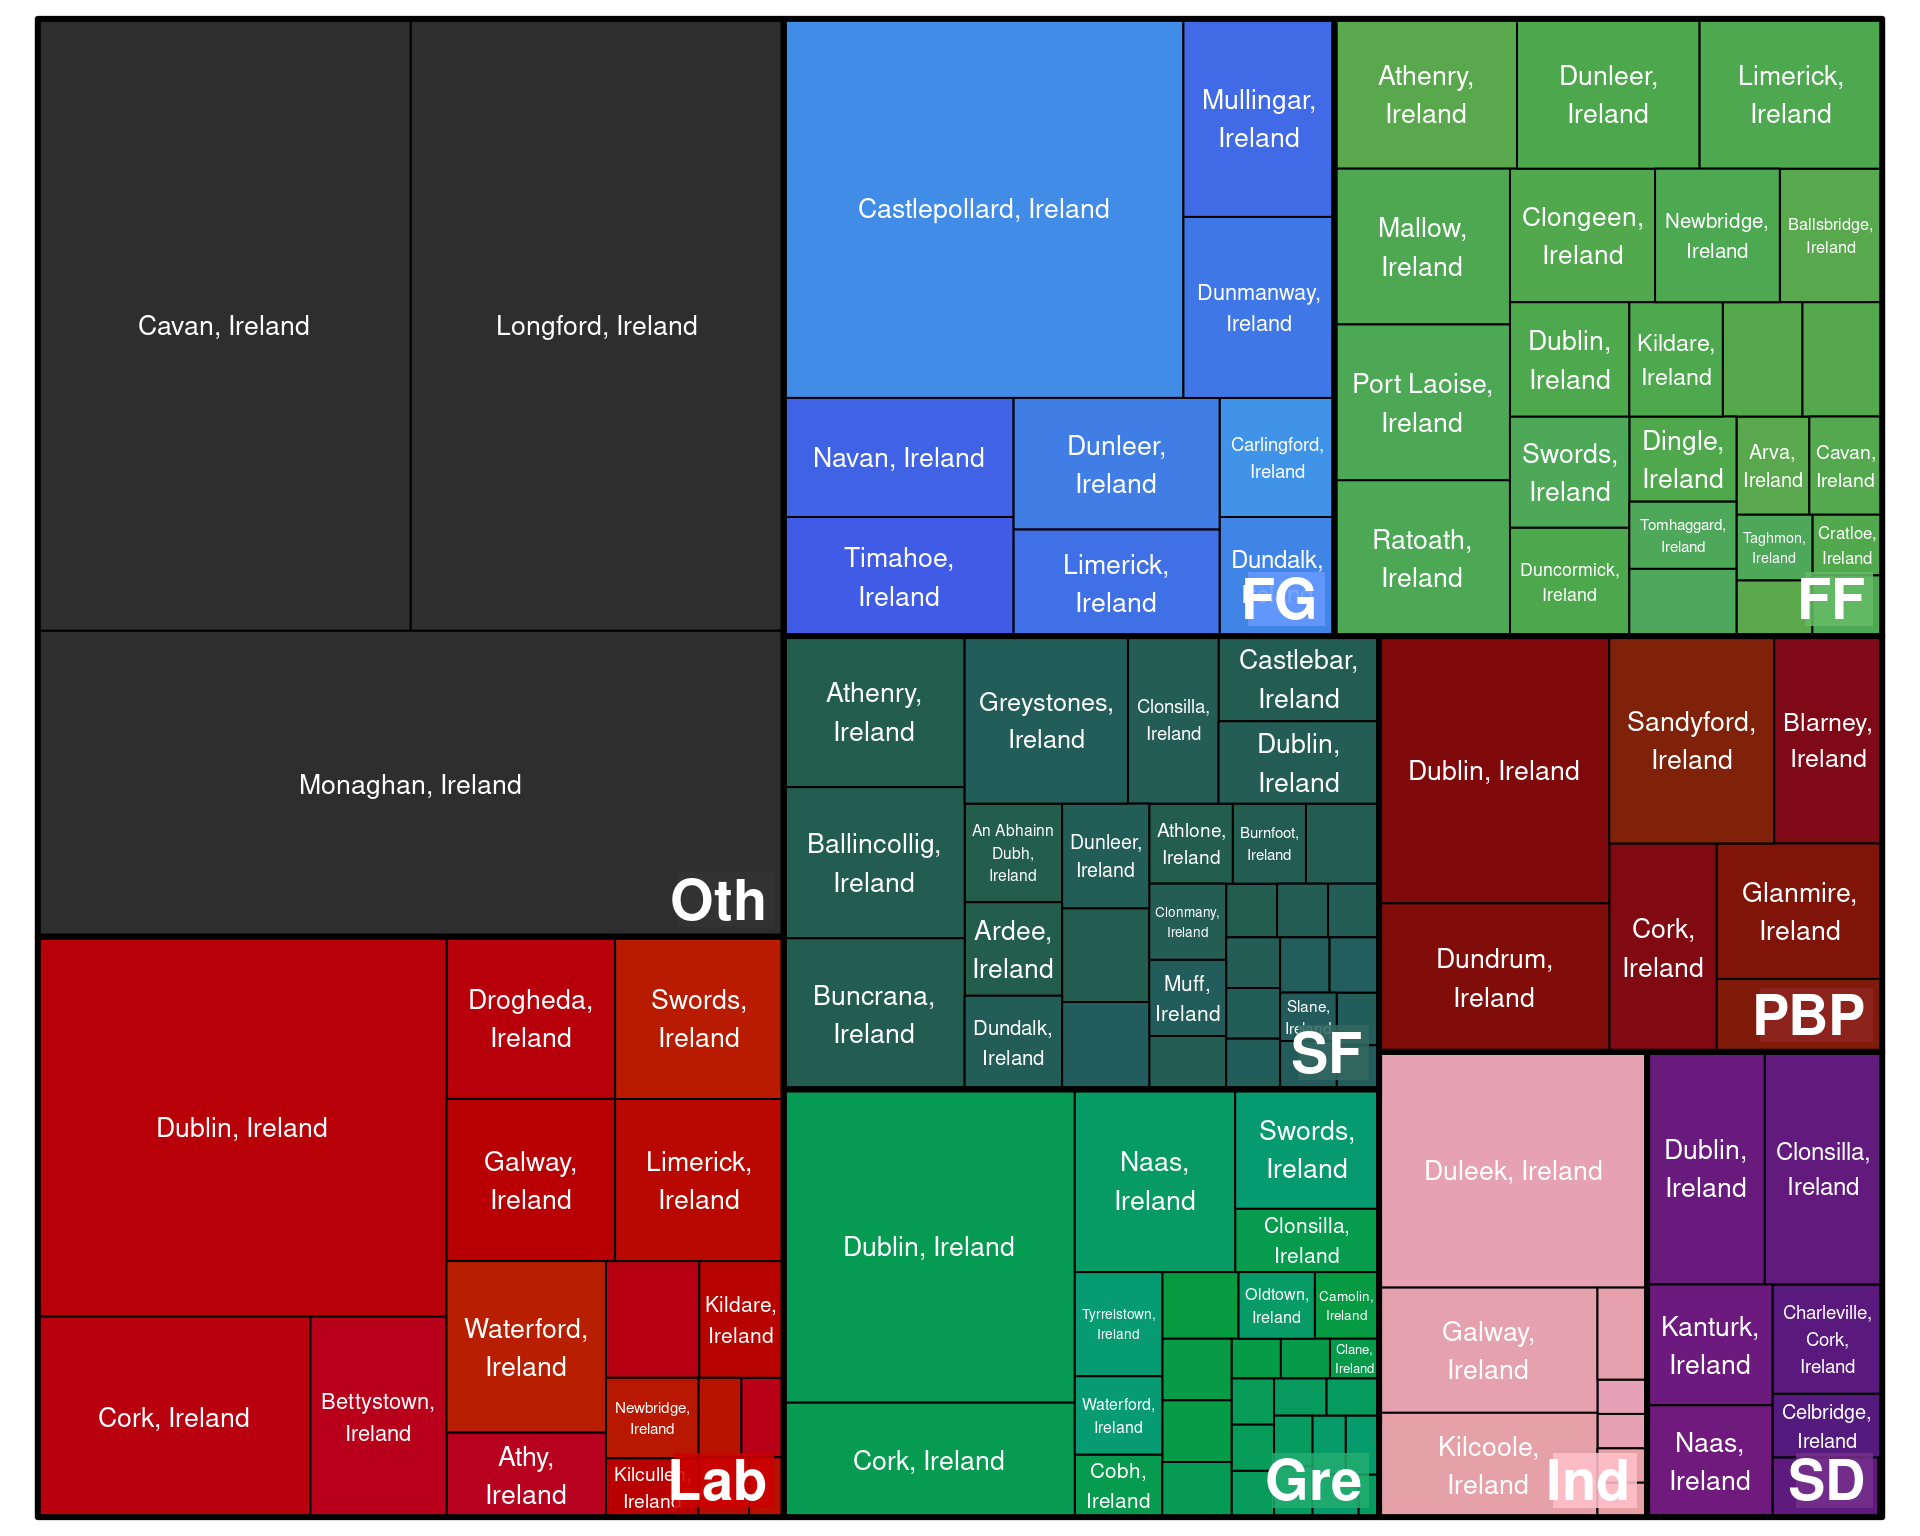 Cavan, Ireland
Longford, Ireland
Monaghan, Ireland
Oth
Castlepollard, Ireland
Mullingar,
Ireland
Dunmanway,
Ireland
Navan, Ireland
Dunleer,
Ireland
Carlingford,
Ireland
Timahoe,
Ireland
Limerick,
Ireland
Dundalk,
FG
Athenry,
Ireland
Dunleer,
Ireland
Limerick,
Ireland
Mallow,
Ireland
Clongeen,
Ireland
Newbridge,
Ireland
Ballsbridge,
Ireland
Port Laoise,
Ireland
Dublin,
Ireland
Kildare,
Ireland
Swords,
Ireland
Dingle,
Ireland
Arva,
Ireland
Cavan,
Ireland
Ratoath,
Ireland
Duncormick,
Ireland
Tomhaggard,
Ireland
Taghmon,
Ireland
Cratloe,
Ireland
FF
Athenry,
Ireland
Greystones,
Ireland
Clonsilla,
Ireland
Castlebar,
Ireland
Dublin,
Ireland
Ballincollig,
Ireland
An Abhainn
Dubh,
Ireland
Dunleer,
Ireland
Athlone,
Ireland
Burnfoot,
Ireland
Ardee,
Ireland
Clonmany,
Ireland
Buncrana,
Ireland
Dundalk,
Ireland
Muff,
Ireland
Slane,
Ireland
SF
Dublin, Ireland
Sandyford,
Ireland
Blarney,
Ireland
Dundrum,
Ireland
Cork,
Ireland
Glanmire,
Ireland
PBP
Dublin, Ireland
Drogheda,
Ireland
Swords,
Ireland
Galway,
Ireland
Limerick,
Ireland
Cork, Ireland
Bettystown,
Ireland
Waterford,
Ireland
Kildare,
Ireland
Newbridge,
Ireland
Athy,
Ireland
Kilcullen,
Ireland
Lab
Dublin, Ireland
Naas,
Ireland
Swords,
Ireland
Clonsilla,
Ireland
Tyrrelstown,
Ireland
Oldtown,
Ireland
Camolin,
Ireland
Clane,
Ireland
Cork, Ireland
Waterford,
Ireland
Cobh,
Ireland
Gre
Duleek, Ireland
Galway,
Ireland
Kilcoole,
Ireland
Ind
Dublin,
Ireland
Clonsilla,
Ireland
Kanturk,
Ireland
Charleville,
Cork,
Ireland
Naas,
Ireland
Celbridge,
Ireland
SD